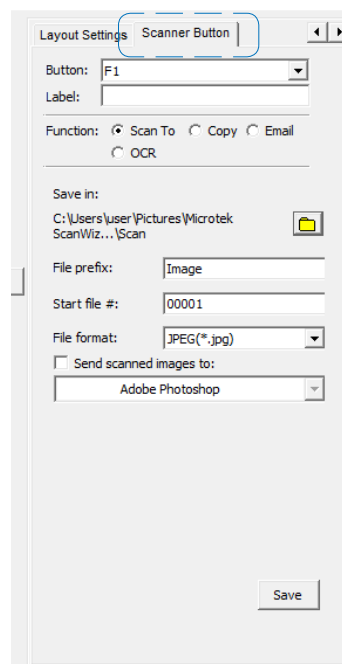 Layout Settings Scanner Button
Button: F1
Label:
Function: Scan To Copy Email
OCR
Save in:
C:\Users\user\Pictures\Microtek
ScanWiz...\Scan
File prefix: Image
Start file #: 00001
File format: JPEG(*.jpg)
Send scanned images to:
Adobe Photoshop
Save